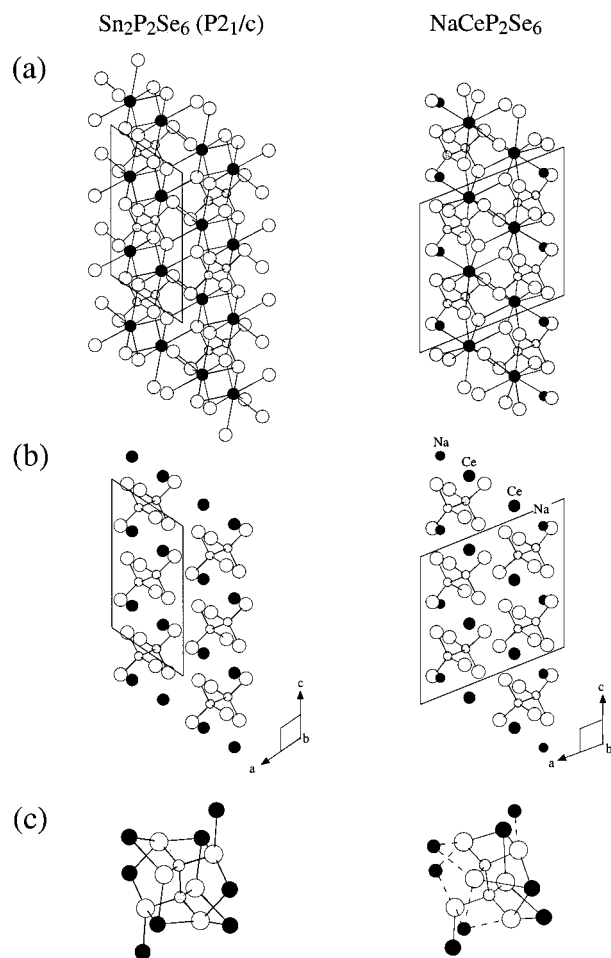 Sn₂P₂Se₆ (P2₁/c) NaCeP₂Se₆
(a)
(b)
Na
Ce
Ce
Na
c
b
a
c
b
a
(c)